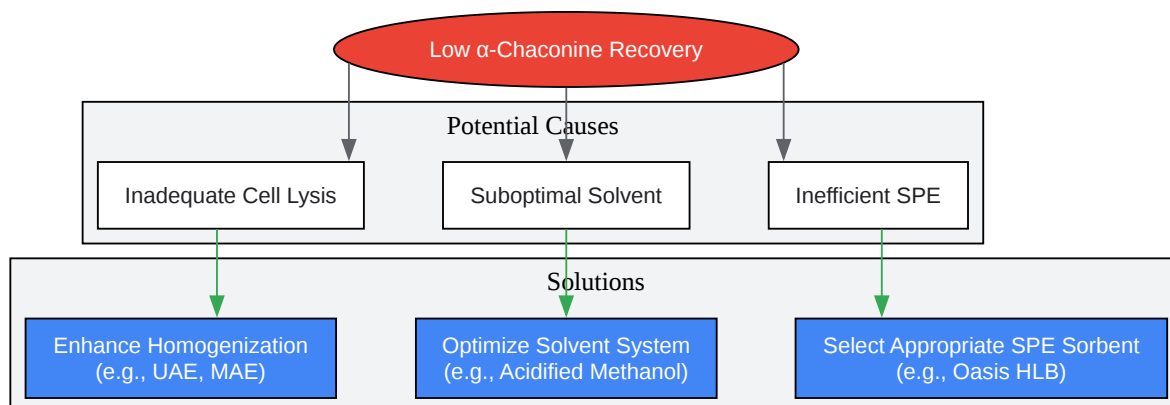 Low α-Chaconine Recovery
Potential Causes
Inadequate Cell Lysis
Suboptimal Solvent
Inefficient SPE
Solutions
Enhance Homogenization
(e.g., UAE, MAE)
Optimize Solvent System
(e.g., Acidified Methanol)
Select Appropriate SPE Sorbent
(e.g., Oasis HLB)